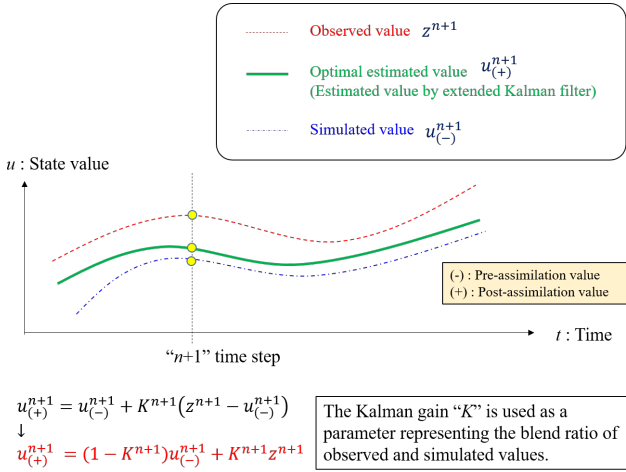 Observed value z^{n+1}
Optimal estimated value u_{(+)}^{n+1}
(Estimated value by extended Kalman filter)
Simulated value u_{(-)}^{n+1}
u : State value
(-) : Pre-assimilation value
(+) : Post-assimilation value
t : Time
“n+1” time step
u_{(+)}^{n+1} = u_{(-)}^{n+1} + K^{n+1}(z^{n+1} − u_{(-)}^{n+1})
↓
u_{(+)}^{n+1} = (1 − K^{n+1})u_{(-)}^{n+1} + K^{n+1}z^{n+1}
The Kalman gain “K” is used as a
parameter representing the blend ratio of
observed and simulated values.